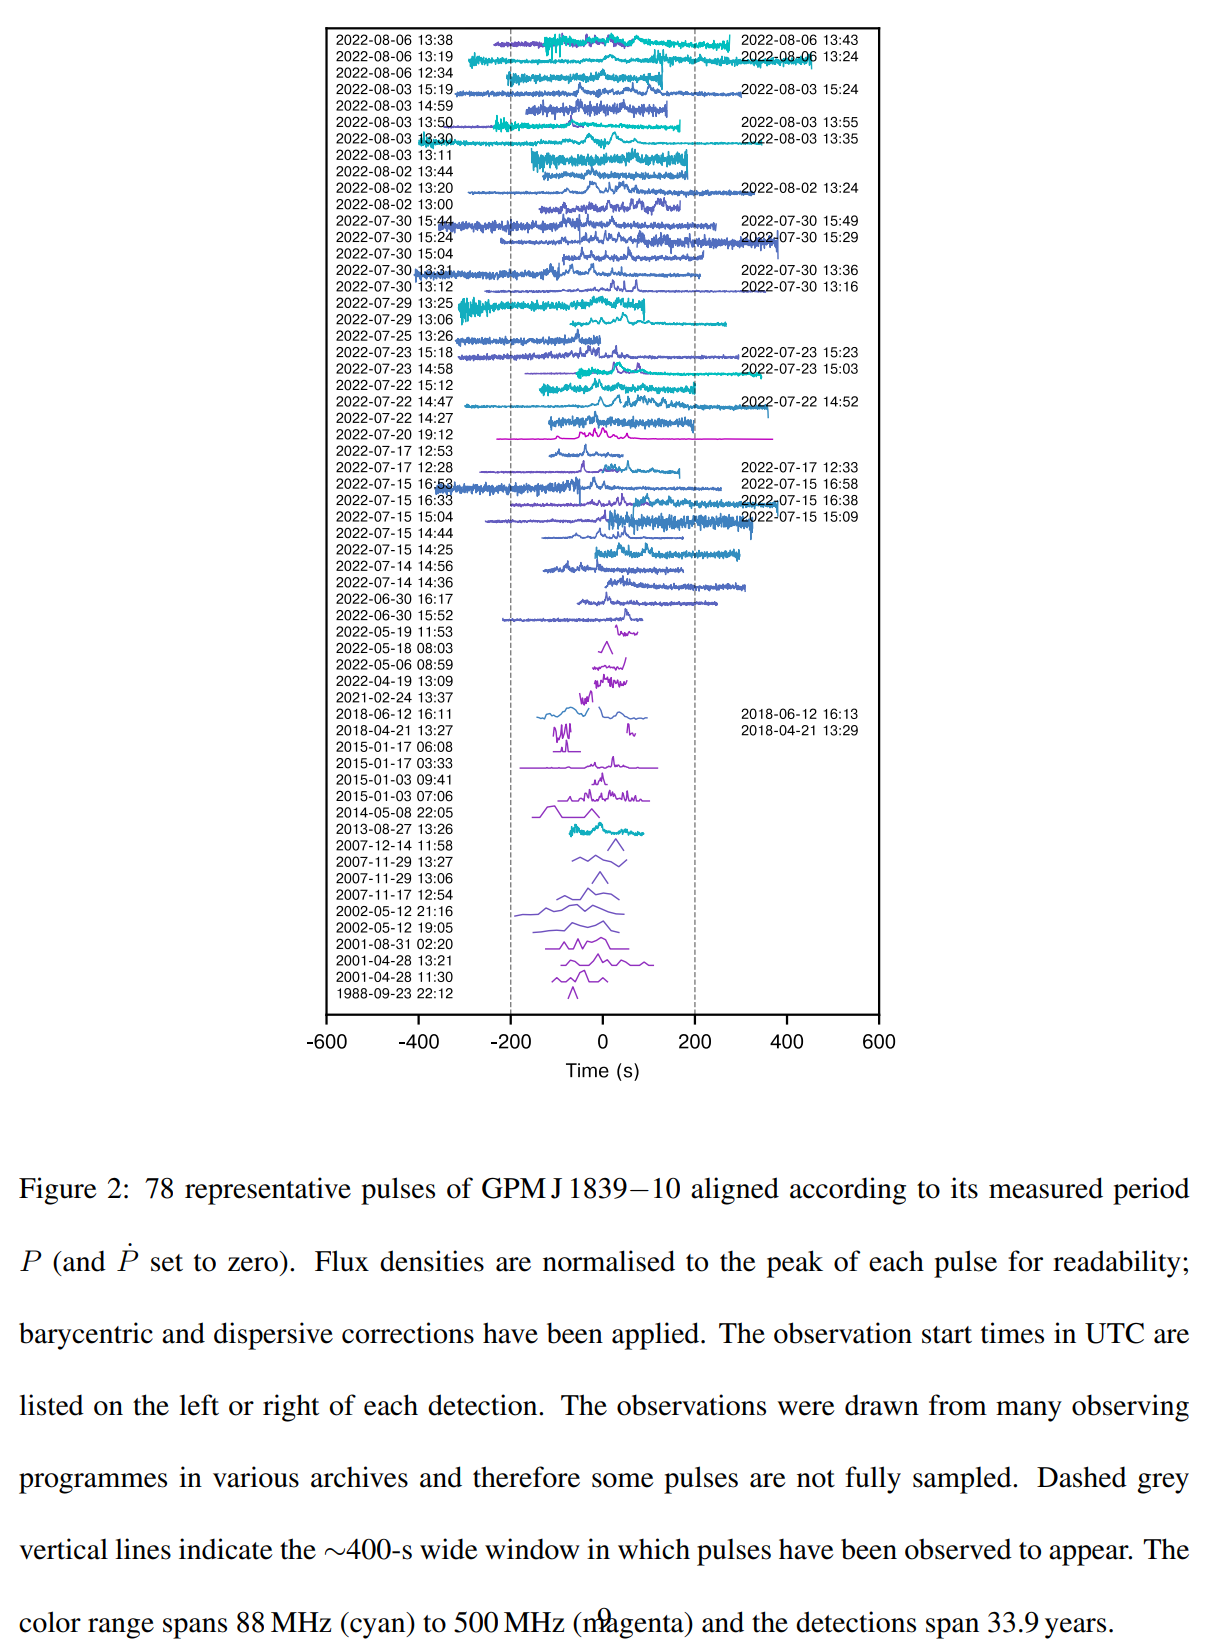 2022-08-06 13:38 2022-08-06 13:43
2022-08-06 13:19 2022-08-06 13:24
2022-08-06 12:34
2022-08-03 15:19 2022-08-03 15:24
2022-08-03 14:59
2022-08-03 13:50 2022-08-03 13:55
2022-08-03 13:30 2022-08-03 13:35
2022-08-03 13:11
2022-08-02 13:44
2022-08-02 13:20 2022-08-02 13:24
2022-08-02 13:00
2022-07-30 15:44 2022-07-30 15:49
2022-07-30 15:24 2022-07-30 15:29
2022-07-30 15:04
2022-07-30 13:31 2022-07-30 13:36
2022-07-30 13:12 2022-07-30 13:16
2022-07-29 13:25
2022-07-29 13:06
2022-07-25 13:26
2022-07-23 15:18 2022-07-23 15:23
2022-07-23 14:58 2022-07-23 15:03
2022-07-22 15:12
2022-07-22 14:47 2022-07-22 14:52
2022-07-22 14:27
2022-07-20 19:12
2022-07-17 12:53
2022-07-17 12:28 2022-07-17 12:33
2022-07-15 16:53 2022-07-15 16:58
2022-07-15 16:33 2022-07-15 16:38
2022-07-15 15:04 2022-07-15 15:09
2022-07-15 14:44
2022-07-15 14:25
2022-07-14 14:56
2022-07-14 14:36
2022-06-30 16:17
2022-06-30 15:52
2022-05-19 11:53
2022-05-18 08:03
2022-05-06 08:59
2022-04-19 13:09
2021-02-24 13:37
2018-06-12 16:11 2018-06-12 16:13
2018-04-21 13:27 2018-04-21 13:29
2015-01-17 06:08
2015-01-17 03:33
2015-01-03 09:41
2015-01-03 07:06
2014-05-08 22:05
2013-08-27 13:26
2007-12-14 11:58
2007-11-29 13:27
2007-11-29 13:06
2007-11-17 12:54
2002-05-12 21:16
2002-05-12 19:05
2001-08-31 02:20
2001-04-28 13:21
2001-04-28 11:30
1988-09-23 22:12
-600 -400 -200 0 200 400 600
Time (s)
Figure 2: 78 representative pulses of GPM J 1839−10 aligned according to its measured period
P (and Ṗ set to zero). Flux densities are normalised to the peak of each pulse for readability;
barycentric and dispersive corrections have been applied. The observation start times in UTC are
listed on the left or right of each detection. The observations were drawn from many observing
programmes in various archives and therefore some pulses are not fully sampled. Dashed grey
vertical lines indicate the ∼400-s wide window in which pulses have been observed to appear. The
color range spans 88 MHz (cyan) to 500 MHz (magenta) and the detections span 33.9 years.
9